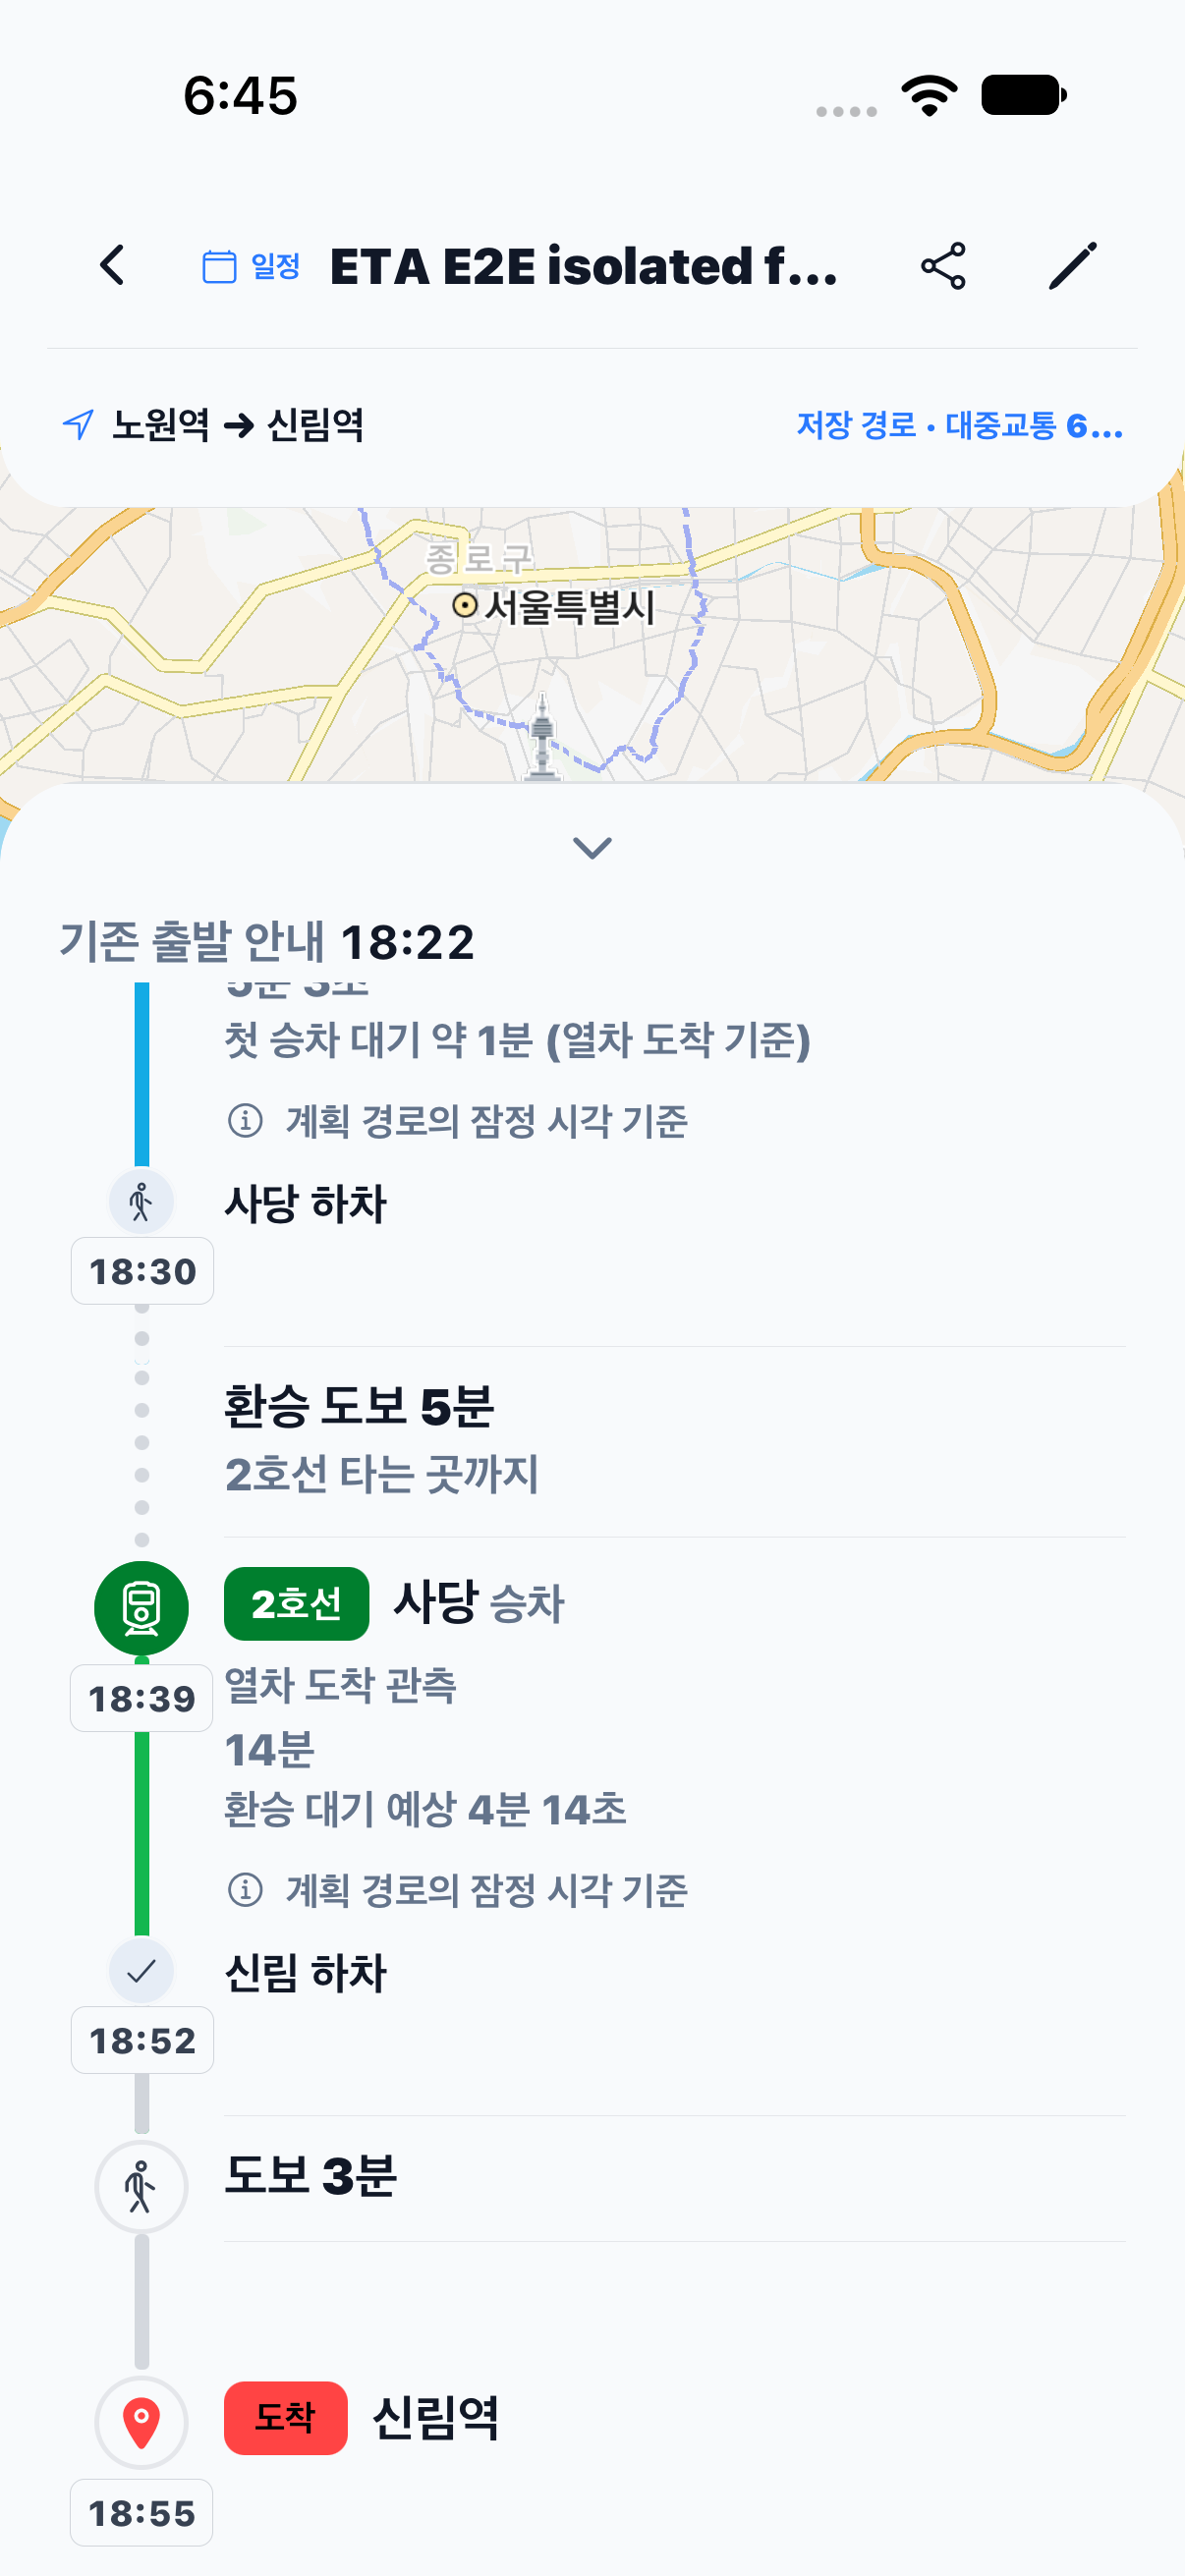 6:45
일정 ETA E2E isolated f...
노원역 → 신림역
저장 경로 • 대중교통 6...
종로구
서울특별시
기존 출발 안내 18:22
5분 3초
첫 승차 대기 약 1분 (열차 도착 기준)
계획 경로의 잠정 시각 기준
사당 하차
18:30
환승 도보 5분
2호선 타는 곳까지
2호선 사당 승차
18:39 열차 도착 관측
14분
환승 대기 예상 4분 14초
계획 경로의 잠정 시각 기준
신림 하차
18:52
도보 3분
도착 신림역
18:55